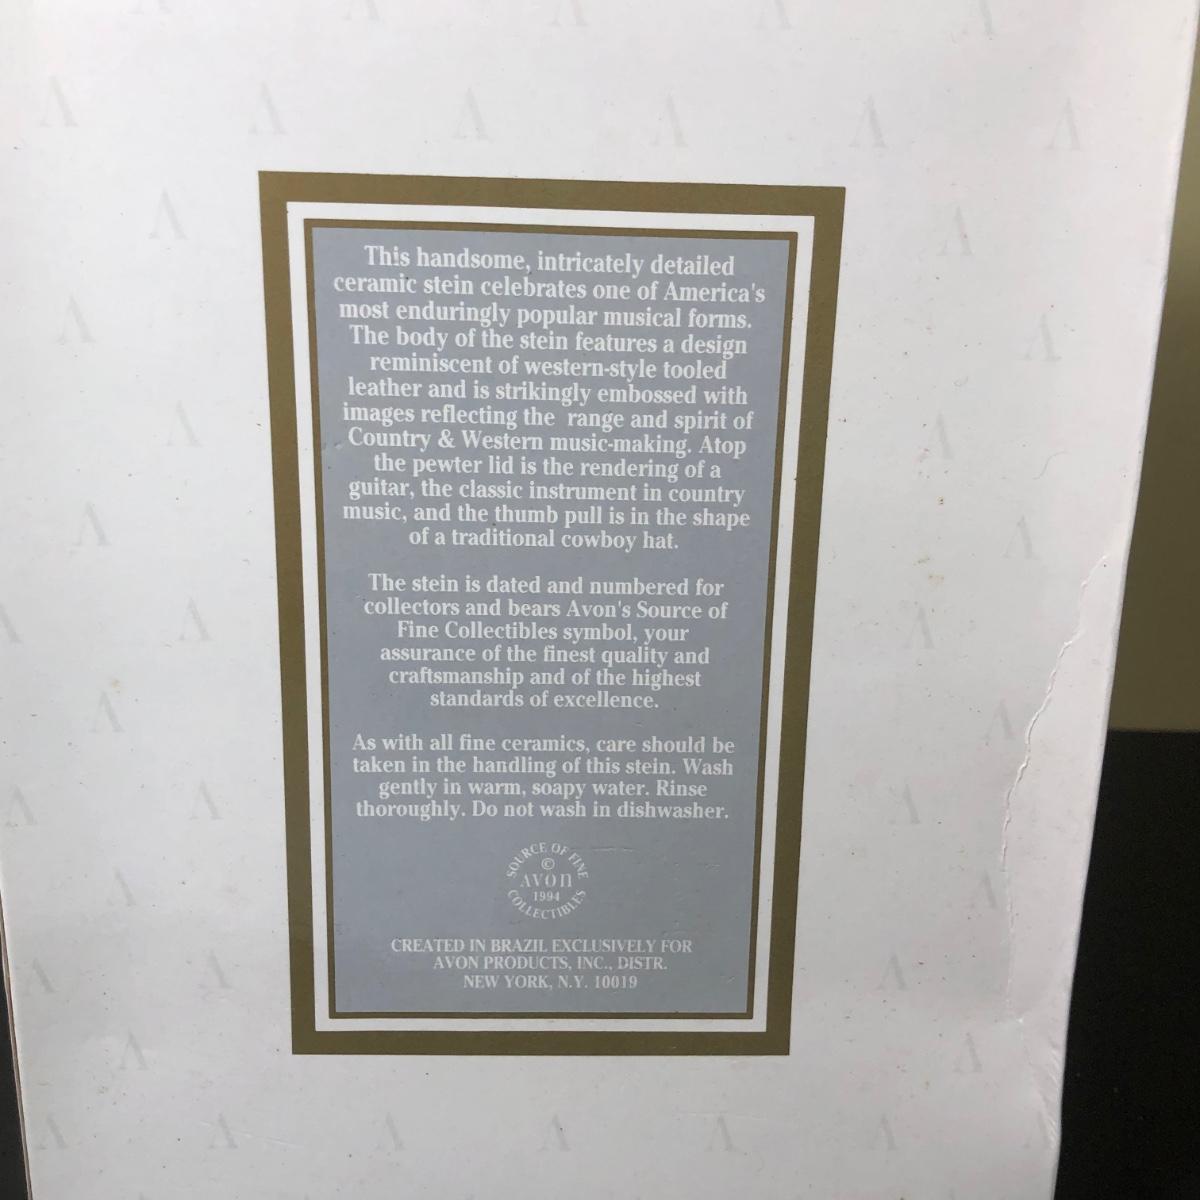 This handsome, intricately detailed
ceramic stein celebrates one of America's
most enduringly popular musical forms.
The body of the stein features a design
reminiscent of western-style tooled
leather and is strikingly embossed with
images reflecting the range and spirit of
Country & Western music-making. Atop
the pewter lid is the rendering of a
guitar, the classic instrument in country
music, and the thumb pull is in the shape
of a traditional cowboy hat.
The stein is dated and numbered for
collectors and bears Avon's Source of
Fine Collectibles symbol, your
assurance of the finest quality and
craftsmanship and of the highest
standards of excellence.
As with all fine ceramics, care should be
taken in the handling of this stein. Wash
gently in warm, soapy water. Rinse
thoroughly. Do not wash in dishwasher.
SOURCE OF FINE
©
AVON
1994
COLLECTIBLES
CREATED IN BRAZIL EXCLUSIVELY FOR
AVON PRODUCTS, INC., DISTR.
NEW YORK, N.Y. 10019